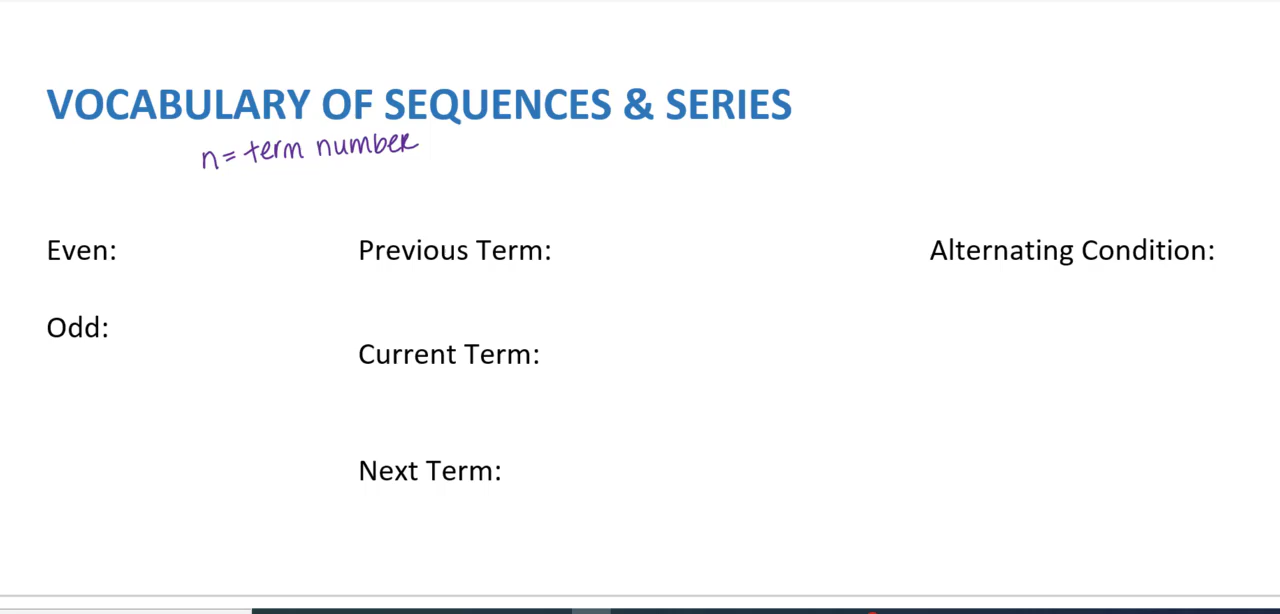 VOCABULARY OF SEQUENCES & SERIES
n = term number
Even:
Previous Term:
Alternating Condition:
Odd:
Current Term:
Next Term: